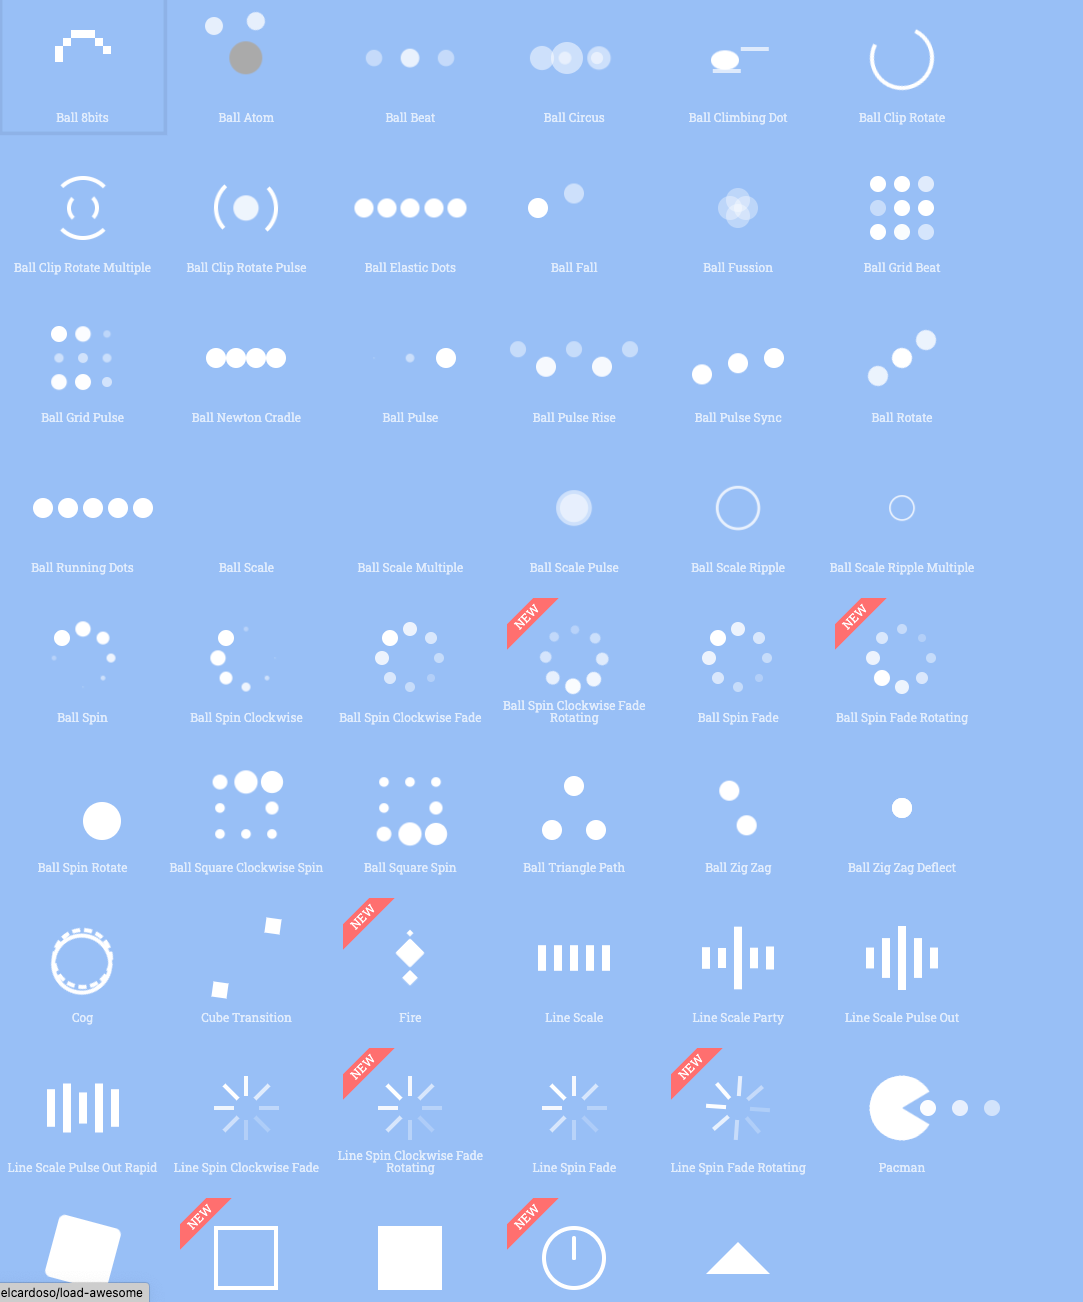 Ball 8bits
Ball Atom
Ball Beat
Ball Circus
Ball Climbing Dot
Ball Clip Rotate
Ball Clip Rotate Multiple
Ball Clip Rotate Pulse
Ball Elastic Dots
Ball Fall
Ball Fussion
Ball Grid Beat
Ball Grid Pulse
Ball Newton Cradle
Ball Pulse
Ball Pulse Rise
Ball Pulse Sync
Ball Rotate
Ball Running Dots
Ball Scale
Ball Scale Multiple
Ball Scale Pulse
Ball Scale Ripple
Ball Scale Ripple Multiple
Ball Spin
Ball Spin Clockwise
Ball Spin Clockwise Fade
NEW
Ball Spin Clockwise Fade
Rotating
Ball Spin Fade
NEW
Ball Spin Fade Rotating
Ball Spin Rotate
Ball Square Clockwise Spin
Ball Square Spin
Ball Triangle Path
Ball Zig Zag
Ball Zig Zag Deflect
Cog
Cube Transition
NEW
Fire
Line Scale
Line Scale Party
Line Scale Pulse Out
Line Scale Pulse Out Rapid
Line Spin Clockwise Fade
NEW
Line Spin Clockwise Fade
Rotating
Line Spin Fade
NEW
Line Spin Fade Rotating
Pacman
NEW
NEW
elcardoso/load-awesome